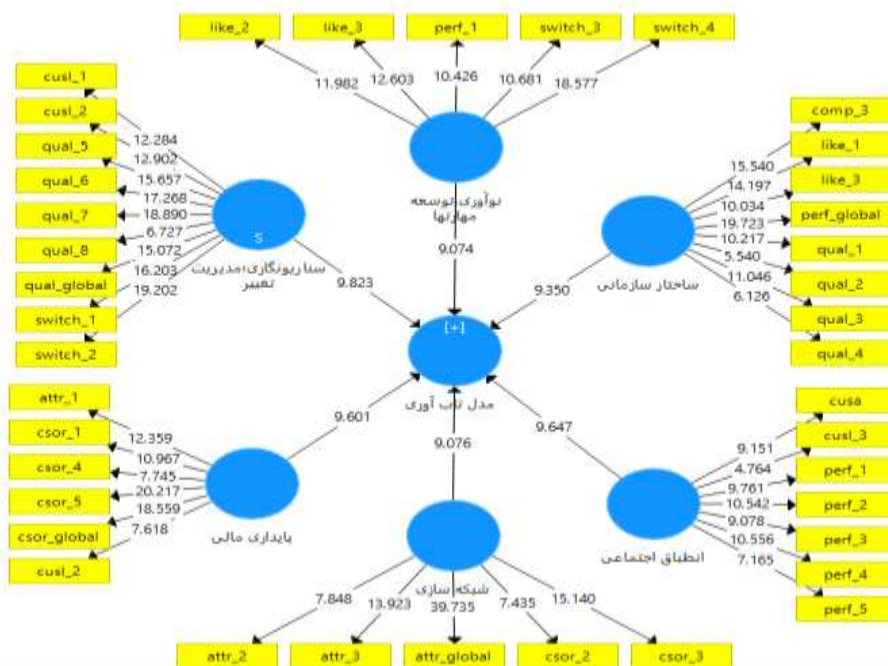 like_2
like_3
perf_1
switch_3
switch_4
11.982
12.603
10.426
10.681
18.577
نوآوری،توسعه
مهارتها
9.074
cusl_1
cusl_2
qual_5
qual_6
qual_7
qual_8
qual_global
switch_1
switch_2
12.284
12.902
15.657
17.268
18.890
6.727
15.072
16.203
19.202
S
سناریونگاری،مدیریت
تغییر
9.823
comp_3
like_1
like_3
perf_global
qual_1
qual_2
qual_3
qual_4
15.540
14.197
10.034
19.723
10.217
5.540
11.046
6.126
ساختار سازمانی
9.350
[+]
مدل تاب آوری
attr_1
csor_1
csor_4
csor_5
csor_global
cusl_2
12.359
10.967
7.745
20.217
18.559
7.618
پایداری مالی
9.601
9.076
شبکه سازی
7.848
13.923
39.735
7.435
15.140
attr_2
attr_3
attr_global
csor_2
csor_3
9.647
انطباق اجتماعی
9.151
4.764
9.761
10.542
9.078
10.556
7.165
cusa
cusl_3
perf_1
perf_2
perf_3
perf_4
perf_5